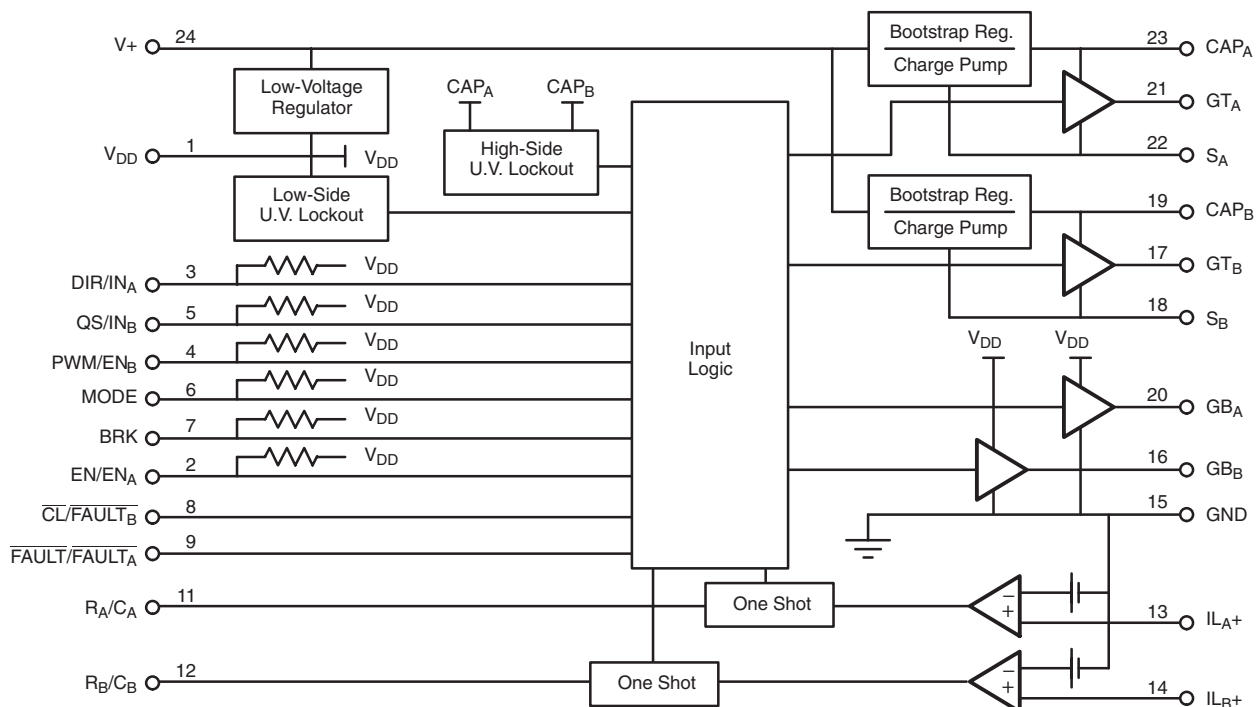 V+ 24
Bootstrap Reg.
Charge Pump
23 CAPA
Low-Voltage
Regulator
CAPA CAPB
21 GTA
VDD 1 VDD
High-Side
U.V. Lockout
22 SA
Low-Side
U.V. Lockout
Bootstrap Reg.
Charge Pump
19 CAPB
17 GTB
18 SB
DIR/INA 3 VDD
QS/INB 5 VDD
PWM/ENB 4 VDD
MODE 6 VDD
BRK 7 VDD
EN/ENA 2 VDD
CL/FAULTB 8
FAULT/FAULTA 9
Input
Logic
VDD VDD
20 GBA
16 GBB
15 GND
RA/CA 11 One Shot − + 13 ILA+
RB/CB 12 One Shot − + 14 ILB+